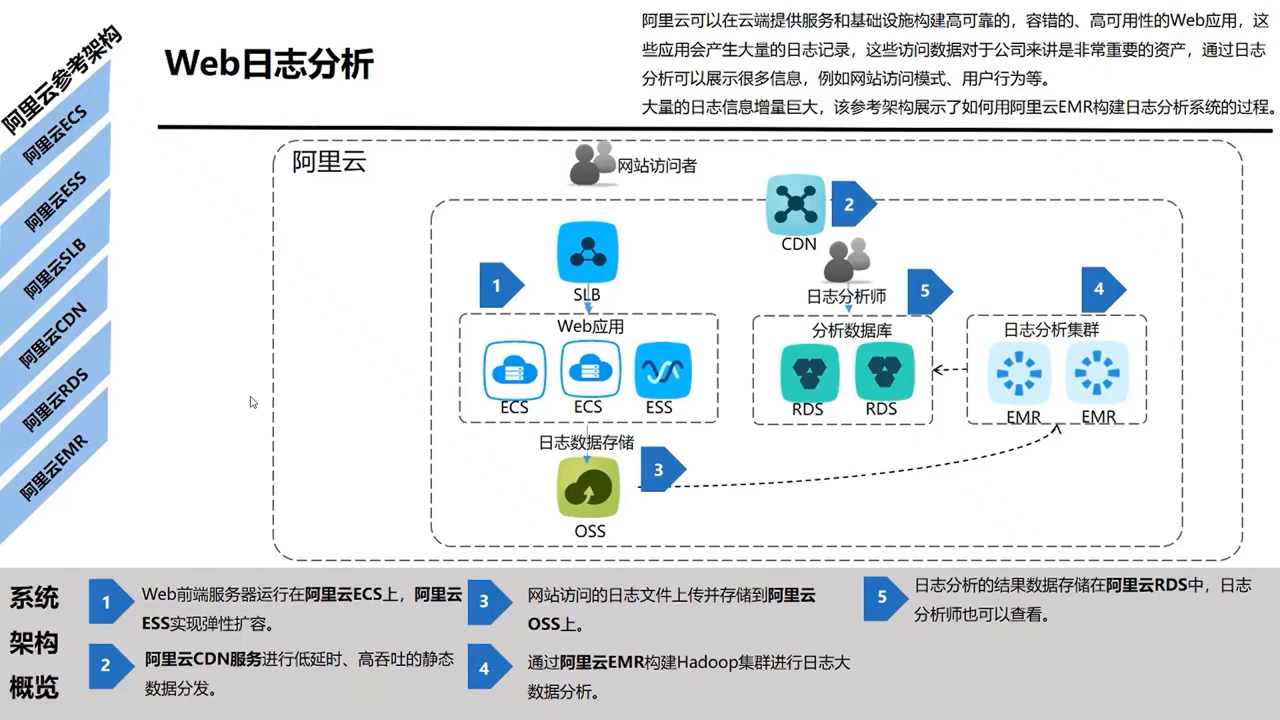 阿里云参考架构
阿里云ECS
阿里云ESS
阿里云SLB
阿里云CDN
阿里云RDS
阿里云EMR
Web日志分析
阿里云可以在云端提供服务和基础设施构建高可靠的，容错的、高可用性的Web应用，这
些应用会产生大量的日志记录，这些访问数据对于公司来讲是非常重要的资产，通过日志
分析可以展示很多信息，例如网站访问模式、用户行为等。
大量的日志信息增量巨大，该参考架构展示了如何用阿里云EMR构建日志分析系统的过程。
阿里云
网站访问者
2
CDN
1
SLB
日志分析师
5
4
Web应用
ECS
ECS
ESS
分析数据库
RDS
RDS
日志分析集群
EMR
EMR
日志数据存储
3
OSS
系统
架构
概览
1
Web前端服务器运行在阿里云ECS上，阿里云
ESS实现弹性扩容。
2
阿里云CDN服务进行低延时、高吞吐的静态
数据分发。
3
网站访问的日志文件上传并存储到阿里云
OSS上。
4
通过阿里云EMR构建Hadoop集群进行日志大
数据分析。
5
日志分析的结果数据存储在阿里云RDS中，日志
分析师也可以查看。